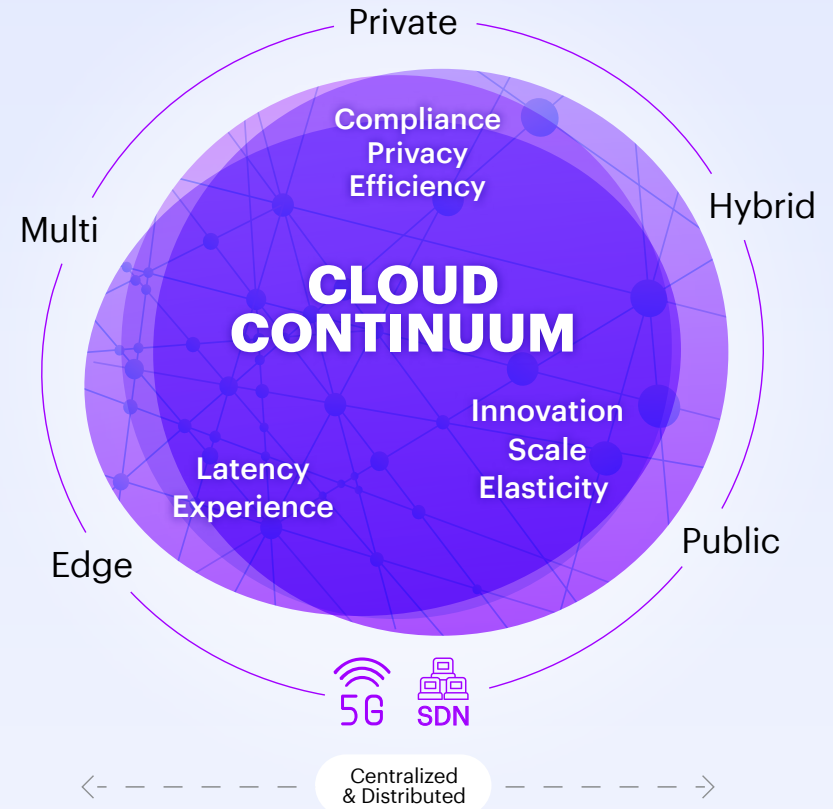 Private
Compliance
Privacy
Efficiency
Hybrid
Multi
CLOUD
CONTINUUM
Innovation
Scale
Elasticity
Latency
Experience
Public
Edge
5G
SDN
Centralized
& Distributed